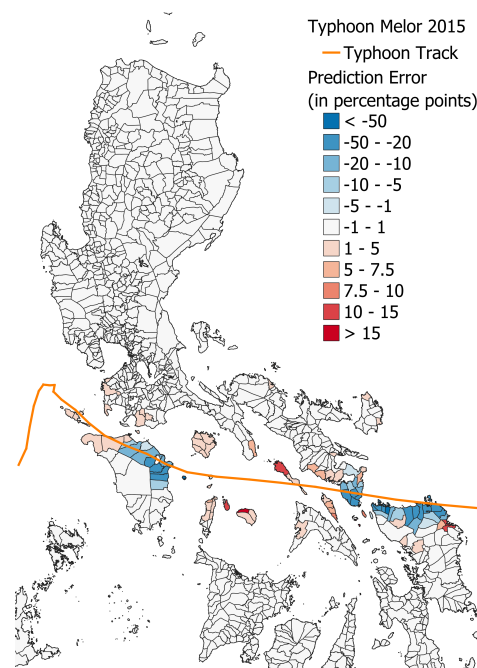 Typhoon Melor 2015
Typhoon Track
Prediction Error
(in percentage points)
< -50
-50 - -20
-20 - -10
-10 - -5
-5 - -1
-1 - 1
1 - 5
5 - 7.5
7.5 - 10
10 - 15
> 15